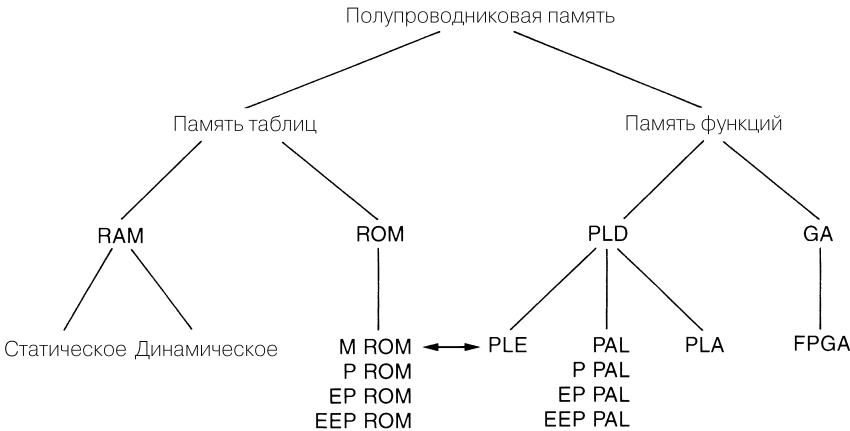 Полупроводниковая память
Память таблиц
Память функций
RAM
ROM
PLD
GA
Статическое
Динамическое
M ROM
P ROM
EP ROM
EEP ROM
PLE
PAL
P PAL
EP PAL
EEP PAL
PLA
FPGA